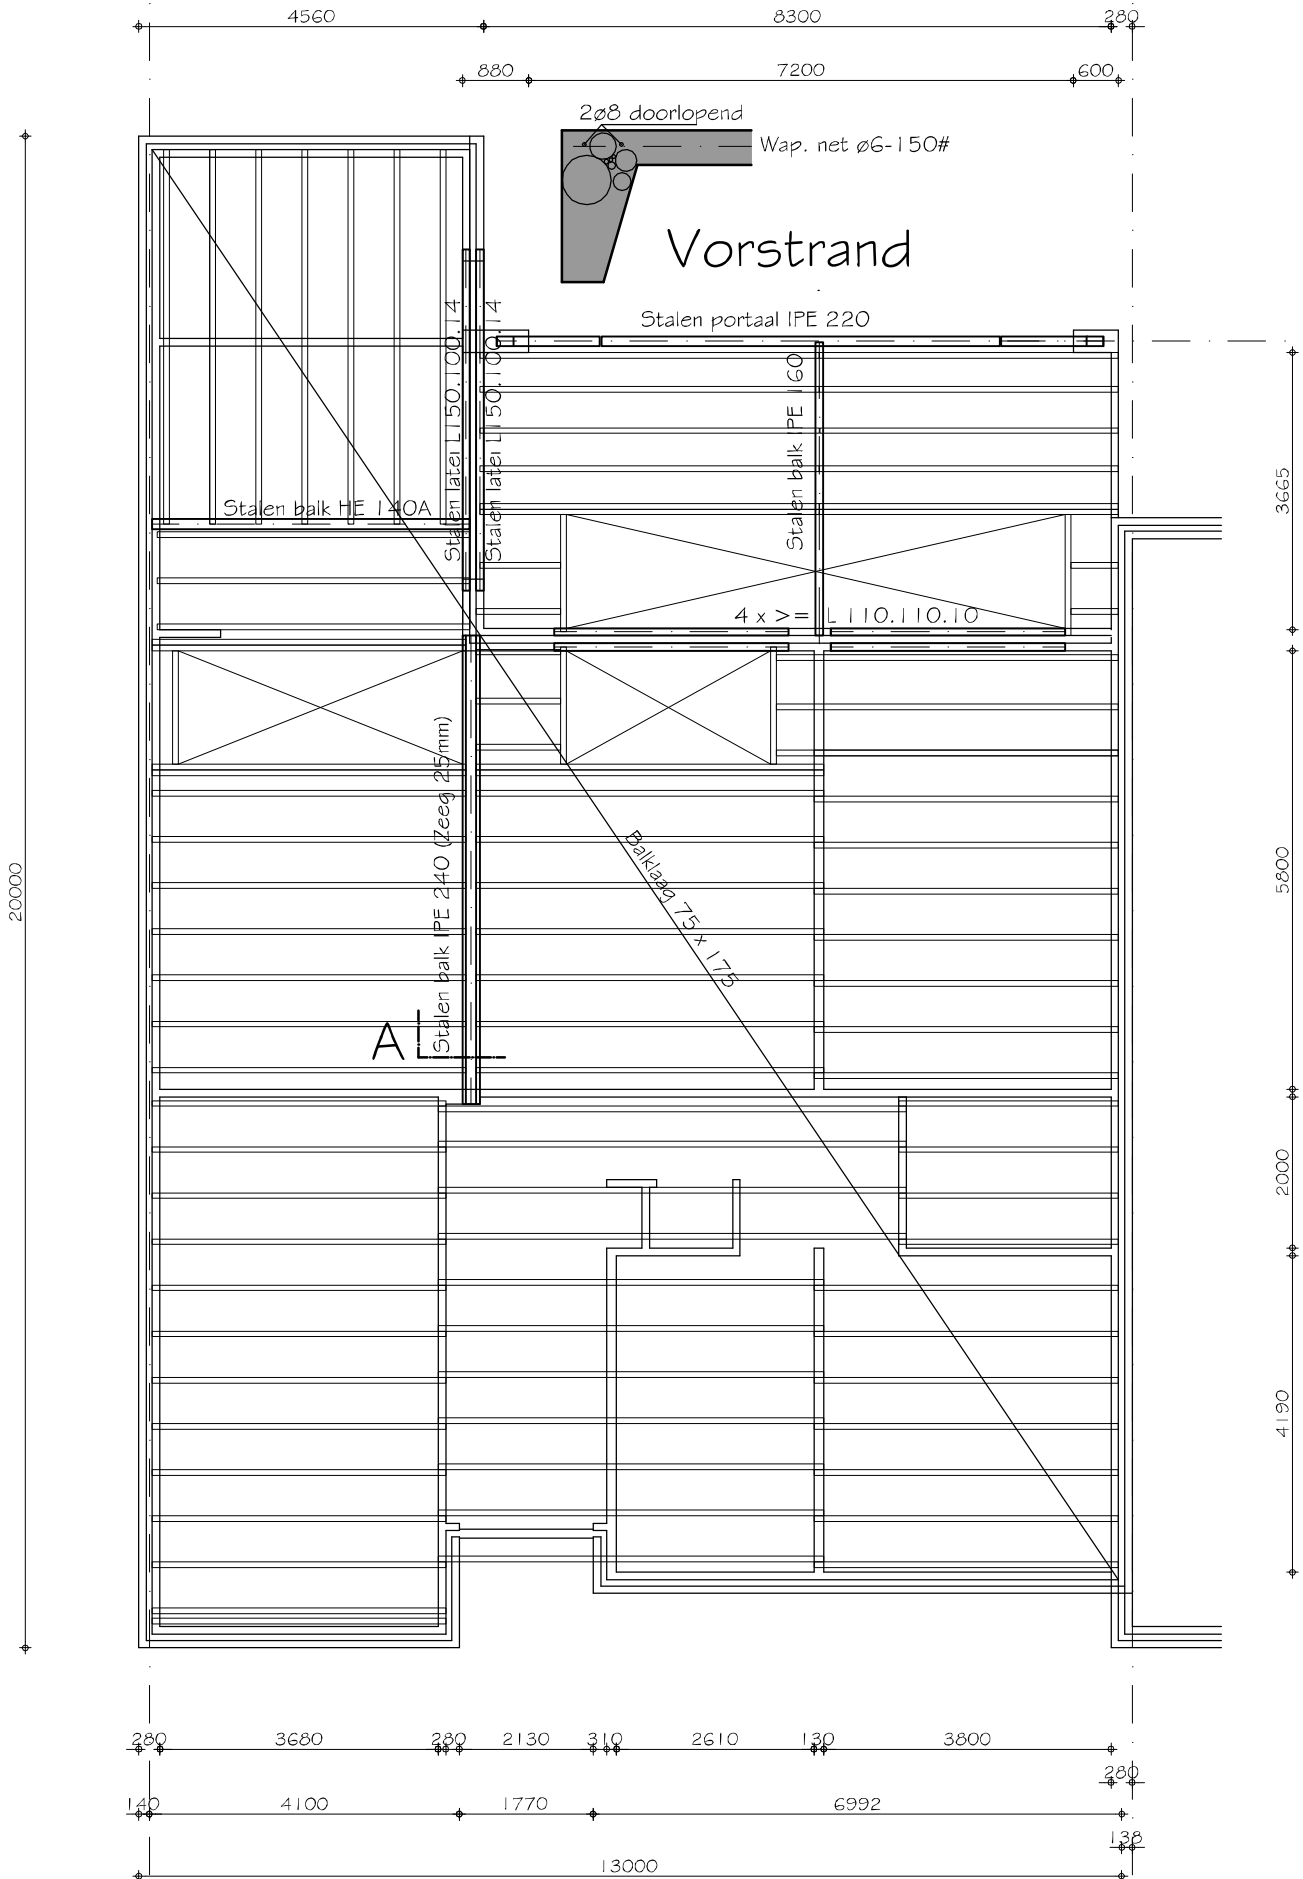 4560
8300
280
880
7200
600
2ø8 doorlopend
Wap. net ø6-150#
Vorstrand
Stalen portaal IPE 220
Stalen latei L150.100.14
Stalen latei L150.100.14
Stalen balk IPE 160
Stalen balk HE 140A
4 x >= L 110.110.10
3665
Stalen balk IPE 240 (Zeeg 25mm)
Balklaag 75 x 175
20000
5800
A
2000
4190
280
3680
280
2130
310
2610
130
3800
280
140
4100
1770
6992
138
13000